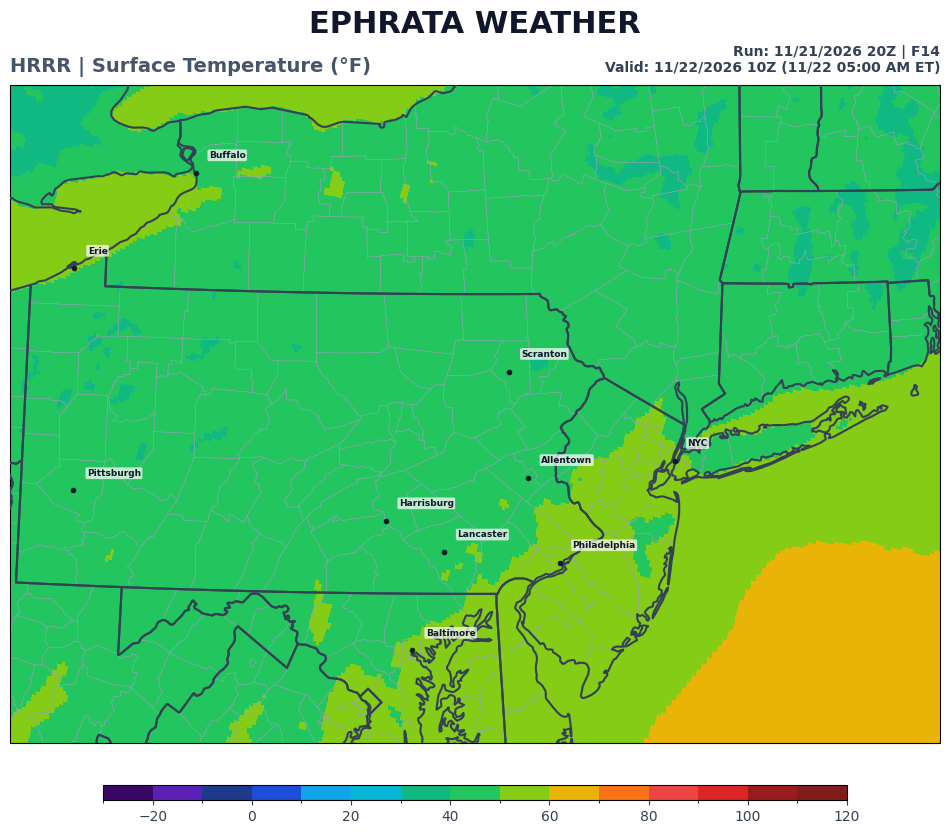 EPHRATA WEATHER
HRRR | Surface Temperature (°F)
Run: 11/21/2026 20Z | F14
Valid: 11/22/2026 10Z (11/22 05:00 AM ET)
Buffalo
Erie
Scranton
NYC
Allentown
Pittsburgh
Harrisburg
Lancaster
Philadelphia
Baltimore
−20 0 20 40 60 80 100 120